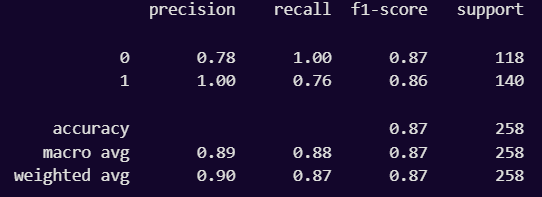 precision recall f1-score support
0 0.78 1.00 0.87 118
1 1.00 0.76 0.86 140
accuracy 0.87 258
macro avg 0.89 0.88 0.87 258
weighted avg 0.90 0.87 0.87 258